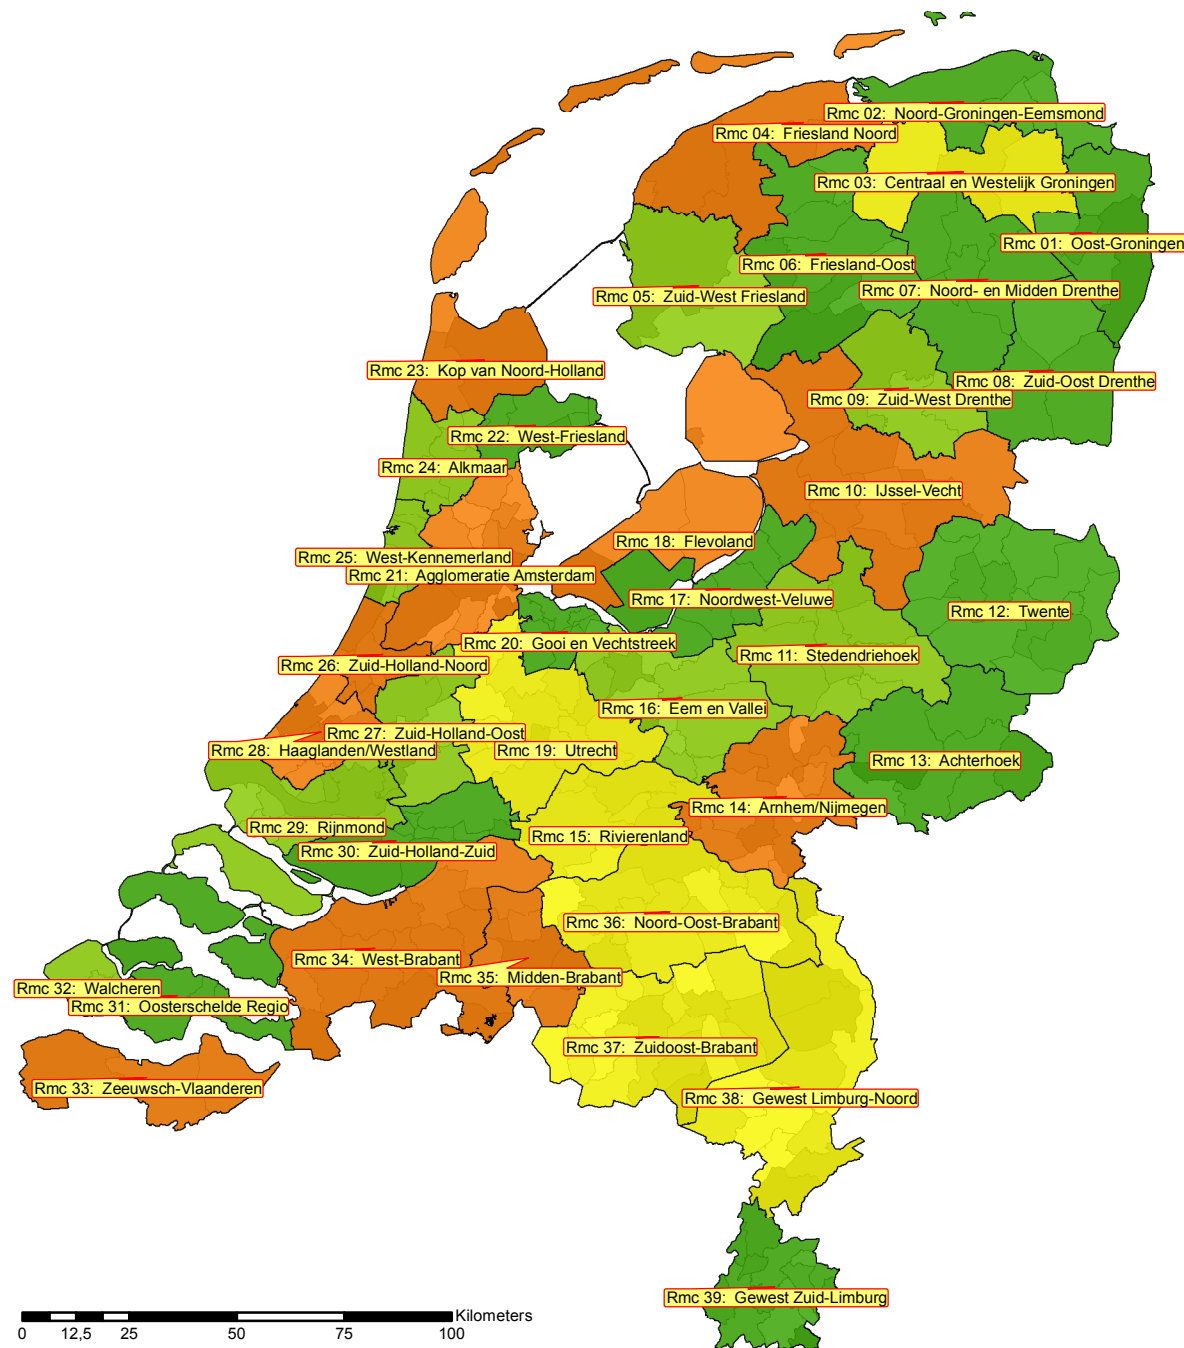 Rmc 02: Noord-Groningen-Eemsmond
Rmc 04: Friesland Noord
Rmc 03: Centraal en Westelijk Groningen
Rmc 01: Oost-Groningen
Rmc 06: Friesland-Oost
Rmc 05: Zuid-West Friesland
Rmc 07: Noord- en Midden Drenthe
Rmc 23: Kop van Noord-Holland
Rmc 08: Zuid-Oost Drenthe
Rmc 09: Zuid-West Drenthe
Rmc 22: West-Friesland
Rmc 24: Alkmaar
Rmc 10: IJssel-Vecht
Rmc 18: Flevoland
Rmc 25: West-Kennemerland
Rmc 21: Agglomeratie Amsterdam
Rmc 17: Noordwest-Veluwe
Rmc 12: Twente
Rmc 20: Gooi en Vechtstreek
Rmc 11: Stedendriehoek
Rmc 26: Zuid-Holland-Noord
Rmc 16: Eem en Vallei
Rmc 27: Zuid-Holland-Oost
Rmc 28: Haaglanden/Westland
Rmc 19: Utrecht
Rmc 13: Achterhoek
Rmc 14: Arnhem/Nijmegen
Rmc 29: Rijnmond
Rmc 15: Rivierenland
Rmc 30: Zuid-Holland-Zuid
Rmc 36: Noord-Oost-Brabant
Rmc 34: West-Brabant
Rmc 35: Midden-Brabant
Rmc 32: Walcheren
Rmc 31: Oosterschelde Regio
Rmc 37: Zuidoost-Brabant
Rmc 33: Zeeuwsch-Vlaanderen
Rmc 38: Gewest Limburg-Noord
Rmc 39: Gewest Zuid-Limburg
Kilometers
0 12,5 25 50 75 100